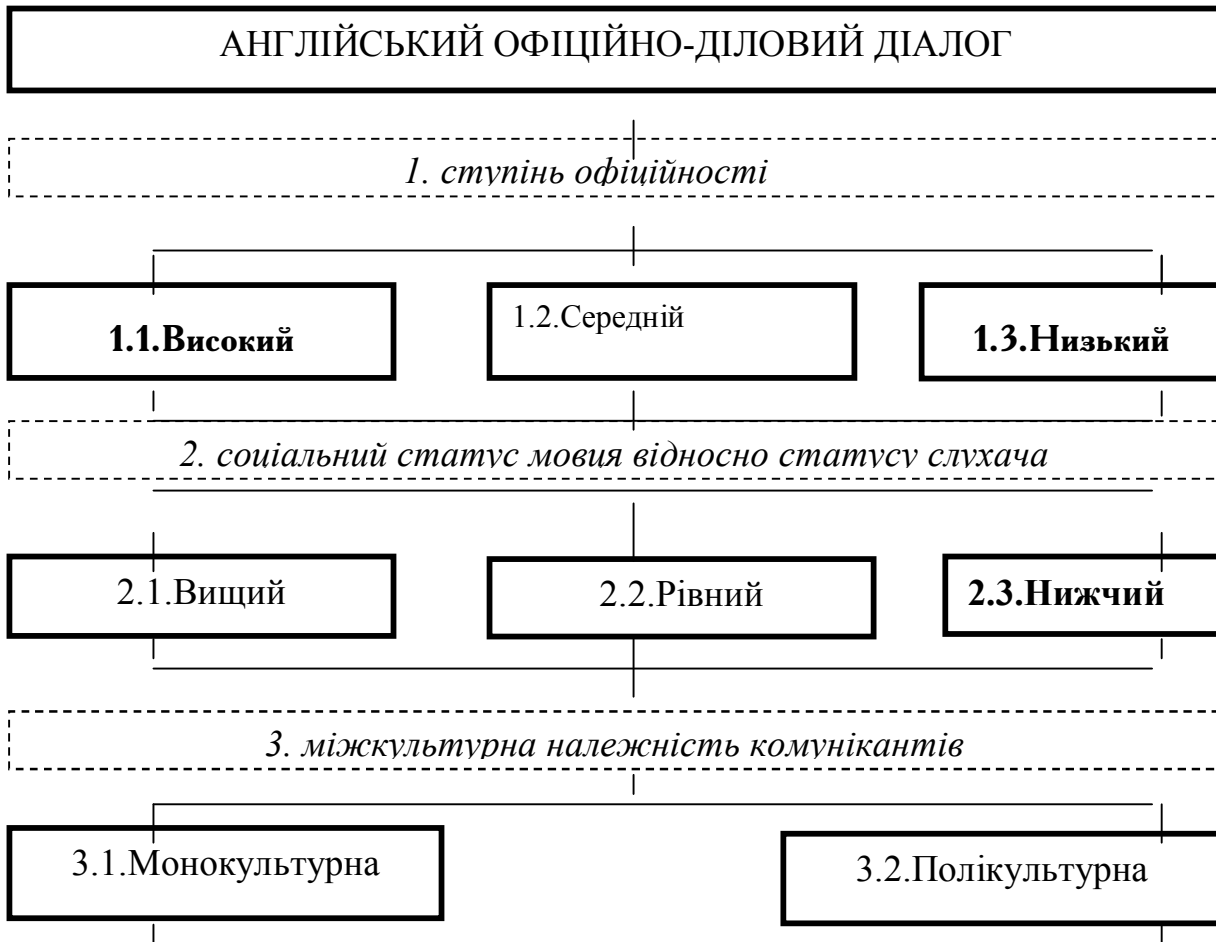 АНГЛІЙСЬКИЙ ОФІЦІЙНО-ДІЛОВИЙ ДІАЛОГ
1. ступінь офіційності
1.1.Високий
1.2.Середній
1.3.Низький
2. соціальний статус мовця відносно статусу слухача
2.1.Вищий
2.2.Рівний
2.3.Нижчий
3. міжкультурна належність комунікантів
3.1.Монокультурна
3.2.Полікультурна